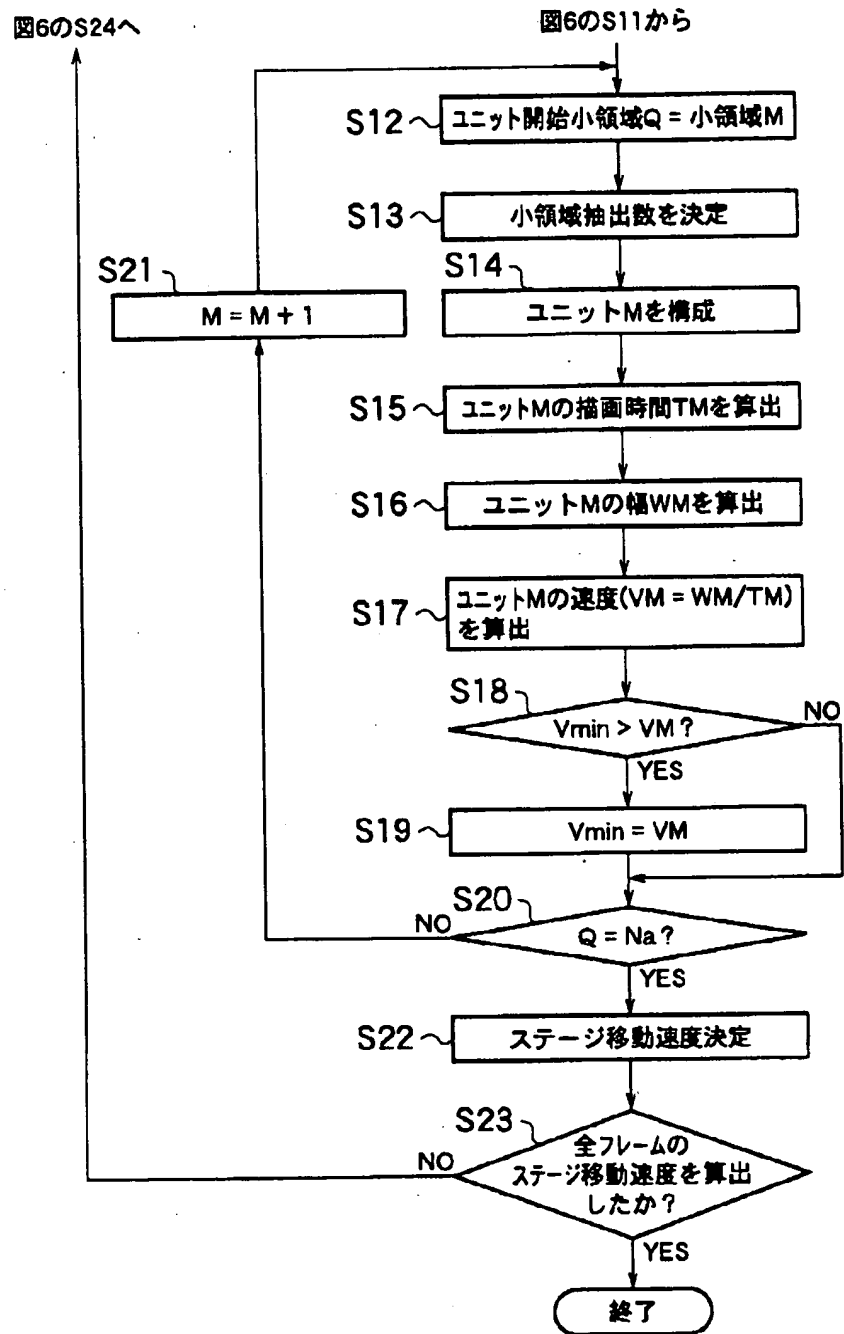 図6のS24へ
図6のS11から
S12
ユニット開始小領域Q = 小領域M
S13
小領域抽出数を決定
S14
ユニットMを構成
S21
M = M + 1
S15
ユニットMの描画時間TMを算出
S16
ユニットMの幅WMを算出
S17
ユニットMの速度(VM = WM/TM)
を算出
S18
Vmin > VM?
NO
YES
S19
Vmin = VM
S20
NO
Q = Na?
YES
S22
ステージ移動速度決定
S23
NO
全フレームの
ステージ移動速度を算出
したか?
YES
終了